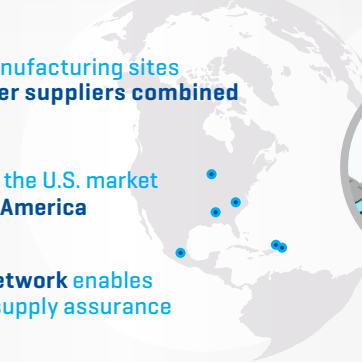 nufacturing sites
er suppliers combined
the U.S. market
America
etwork enables
supply assurance